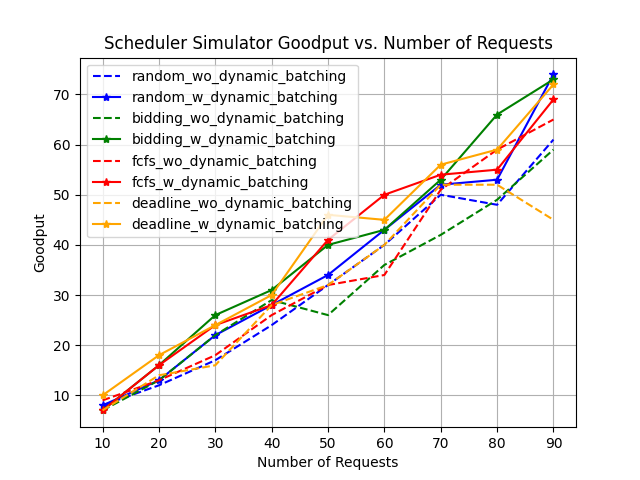 Scheduler Simulator Goodput vs. Number of Requests
random_wo_dynamic_batching
random_w_dynamic_batching
bidding_wo_dynamic_batching
bidding_w_dynamic_batching
fcfs_wo_dynamic_batching
fcfs_w_dynamic_batching
deadline_wo_dynamic_batching
deadline_w_dynamic_batching
Goodput
70
60
50
40
30
20
10
10 20 30 40 50 60 70 80 90
Number of Requests